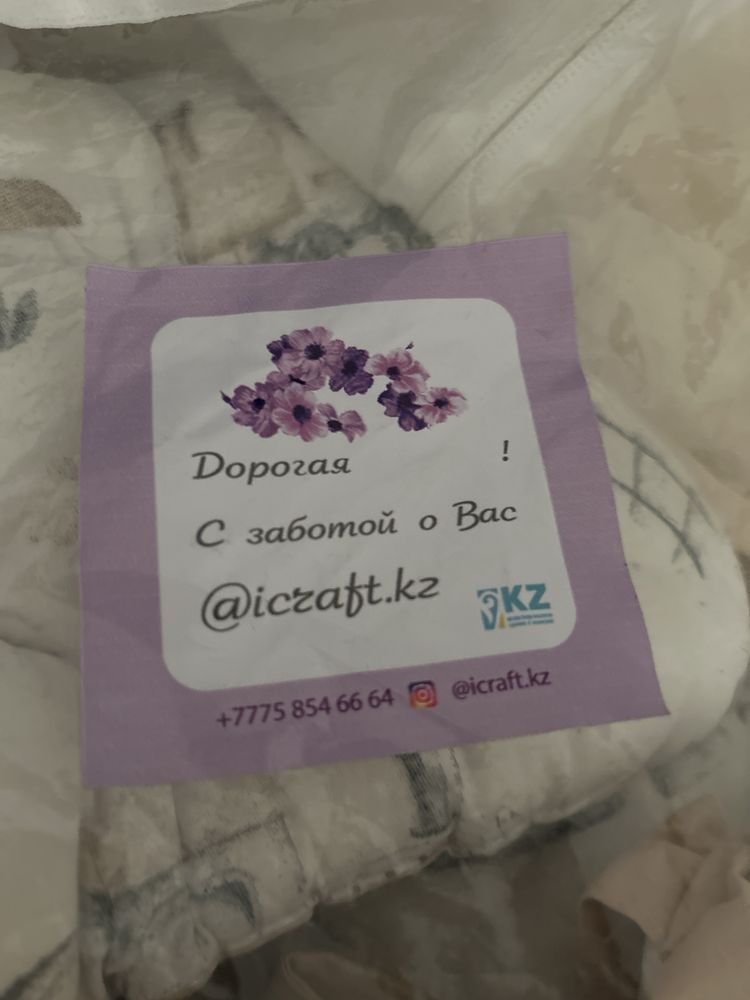 Дорогая !
С заботой о Вас
@icraft.kz
KZ
+7775 854 66 64 @icraft.kz